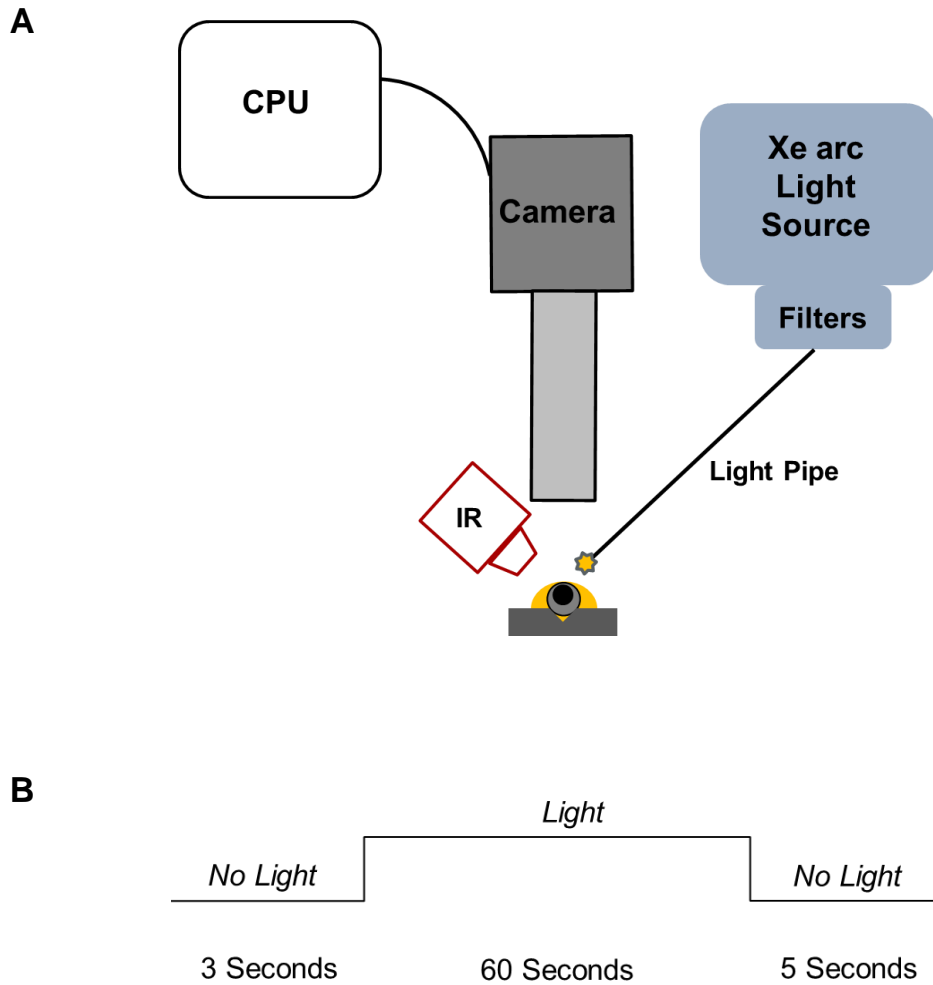 A
CPU
Camera
Xe arc
Light
Source
Filters
Light Pipe
IR
B
Light
No Light
No Light
3 Seconds
60 Seconds
5 Seconds